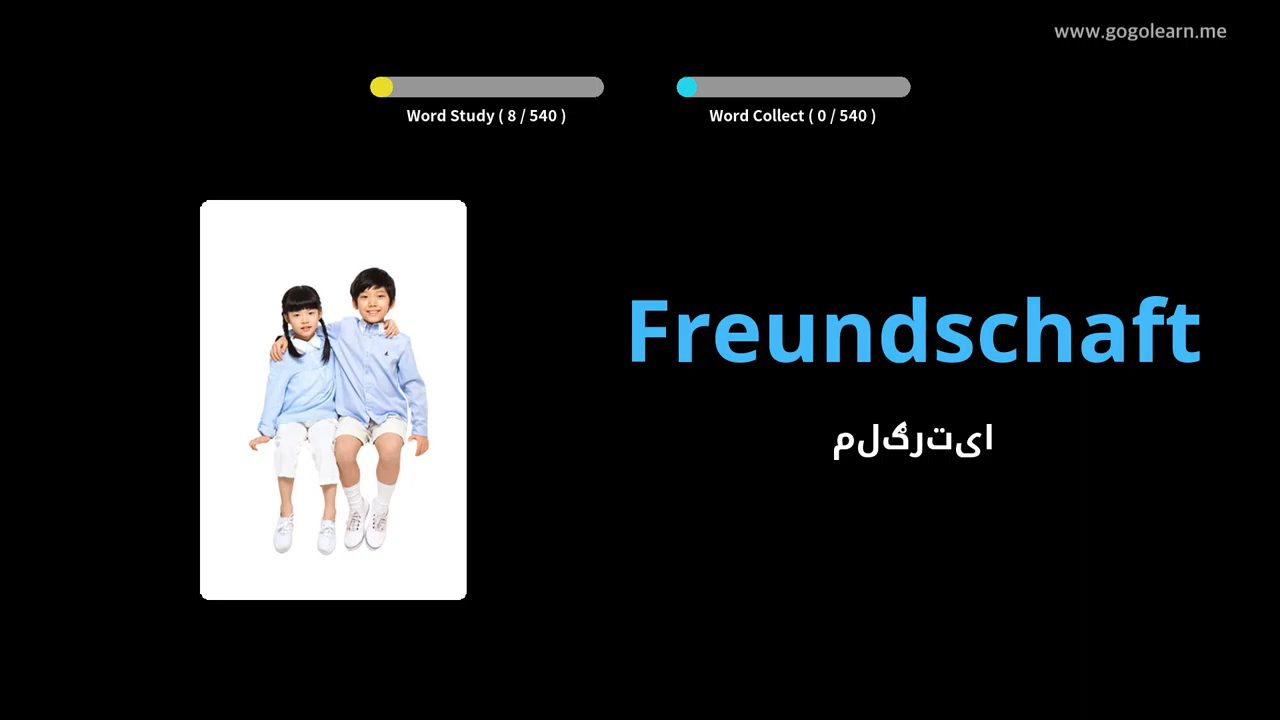 www.gogolearn.me
Word Study ( 8 / 540 )
Word Collect ( 0 / 540 )
Freundschaft
ایترگلم